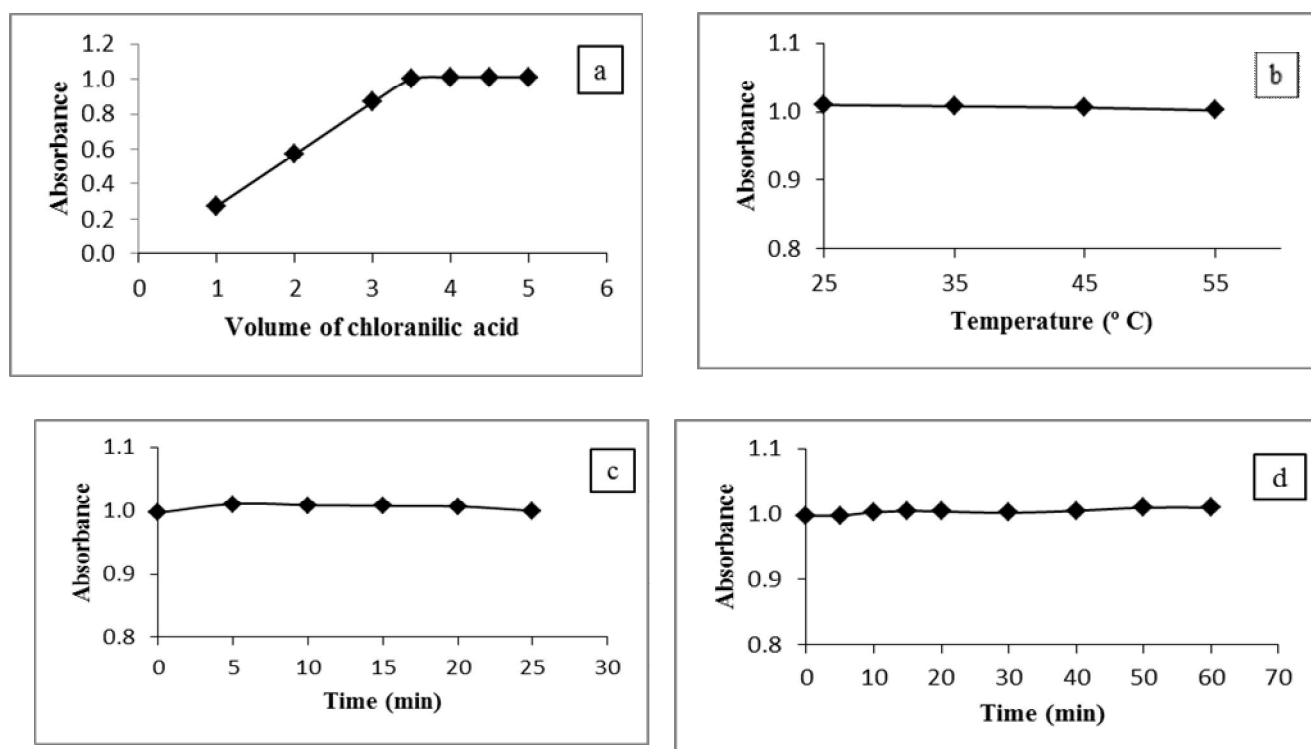 a
1.2
1.0
0.8
0.6
0.4
0.2
0.0
Absorbance
0 1 2 3 4 5 6
Volume of chloranilic acid
b
1.1
1.0
0.9
0.8
Absorbance
25 35 45 55
Temperature (º C)
c
1.1
1.0
0.9
0.8
Absorbance
0 5 10 15 20 25 30
Time (min)
d
1.1
1.0
0.9
0.8
Absorbance
0 10 20 30 40 50 60 70
Time (min)